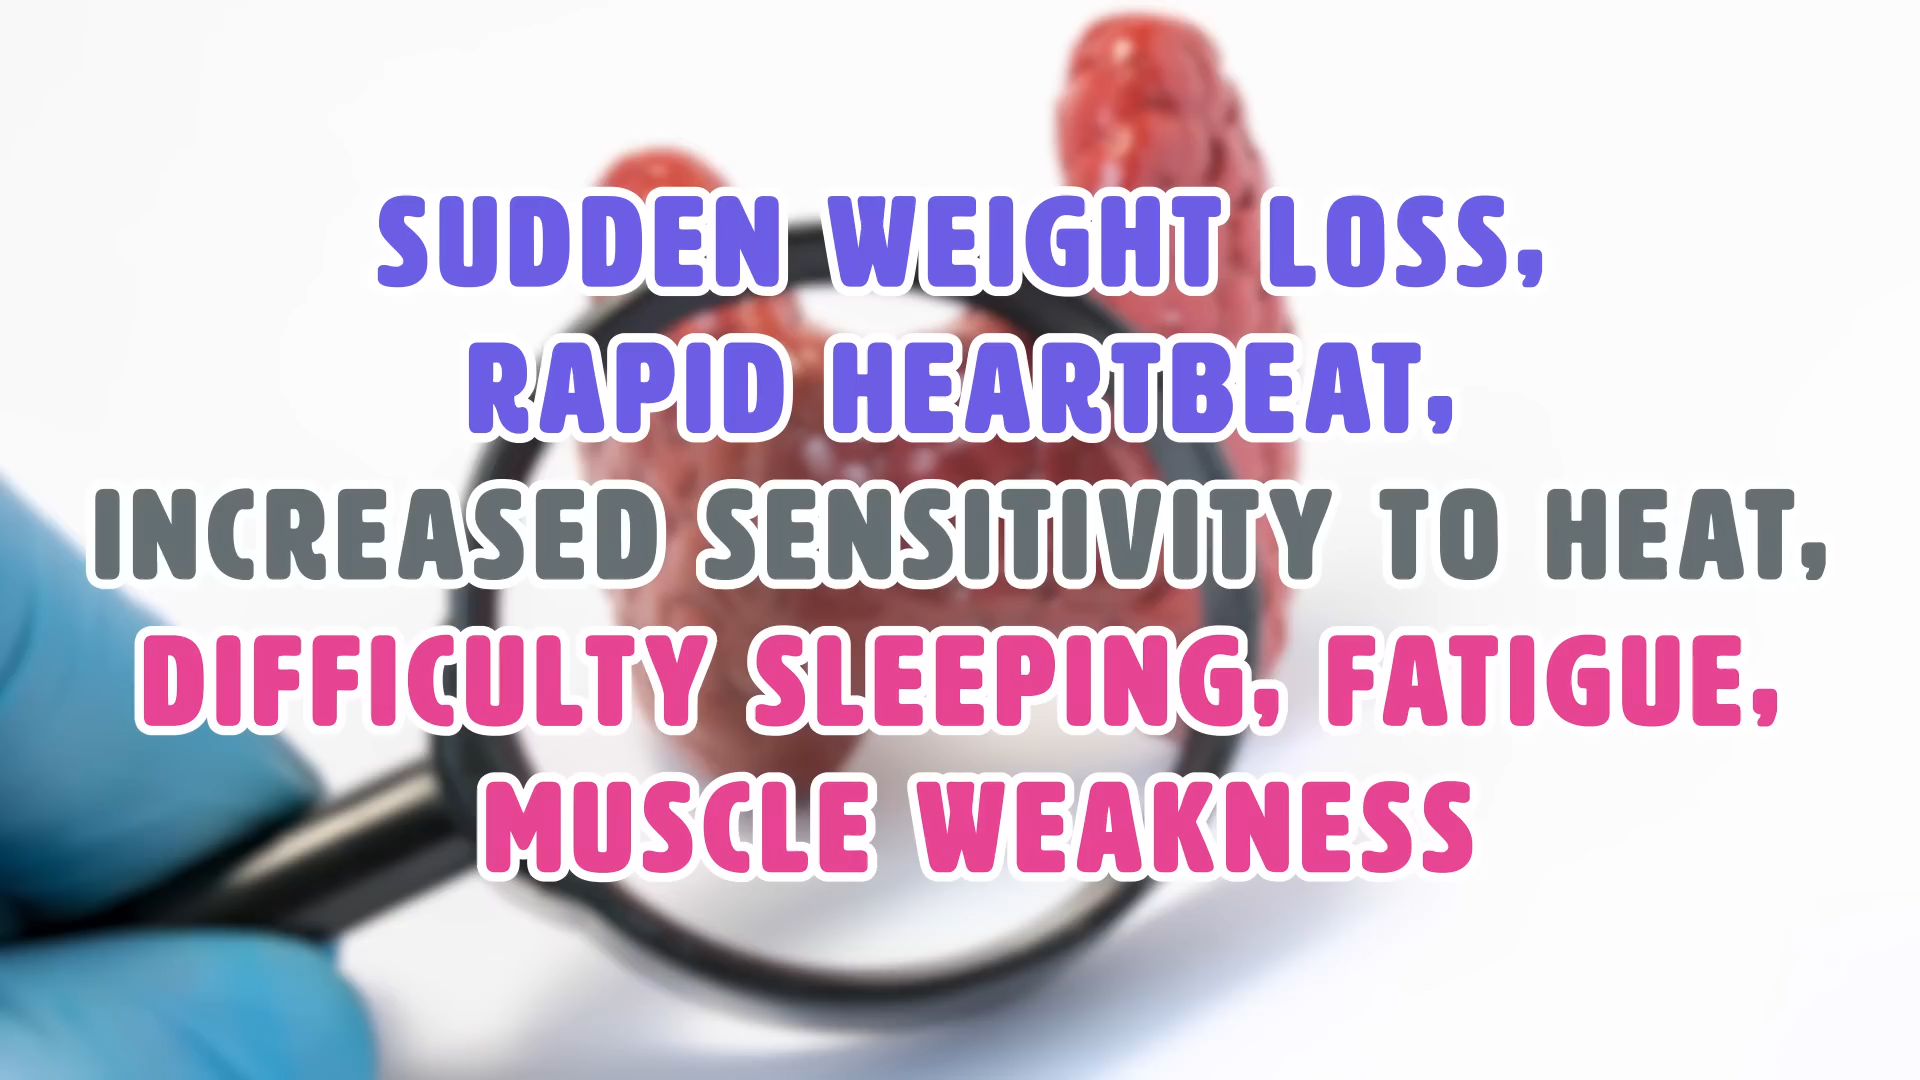 SUDDEN WEIGHT LOSS,
RAPID HEARTBEAT,
INCREASED SENSITIVITY TO HEAT,
DIFFICULTY SLEEPING, FATIGUE,
MUSCLE WEAKNESS